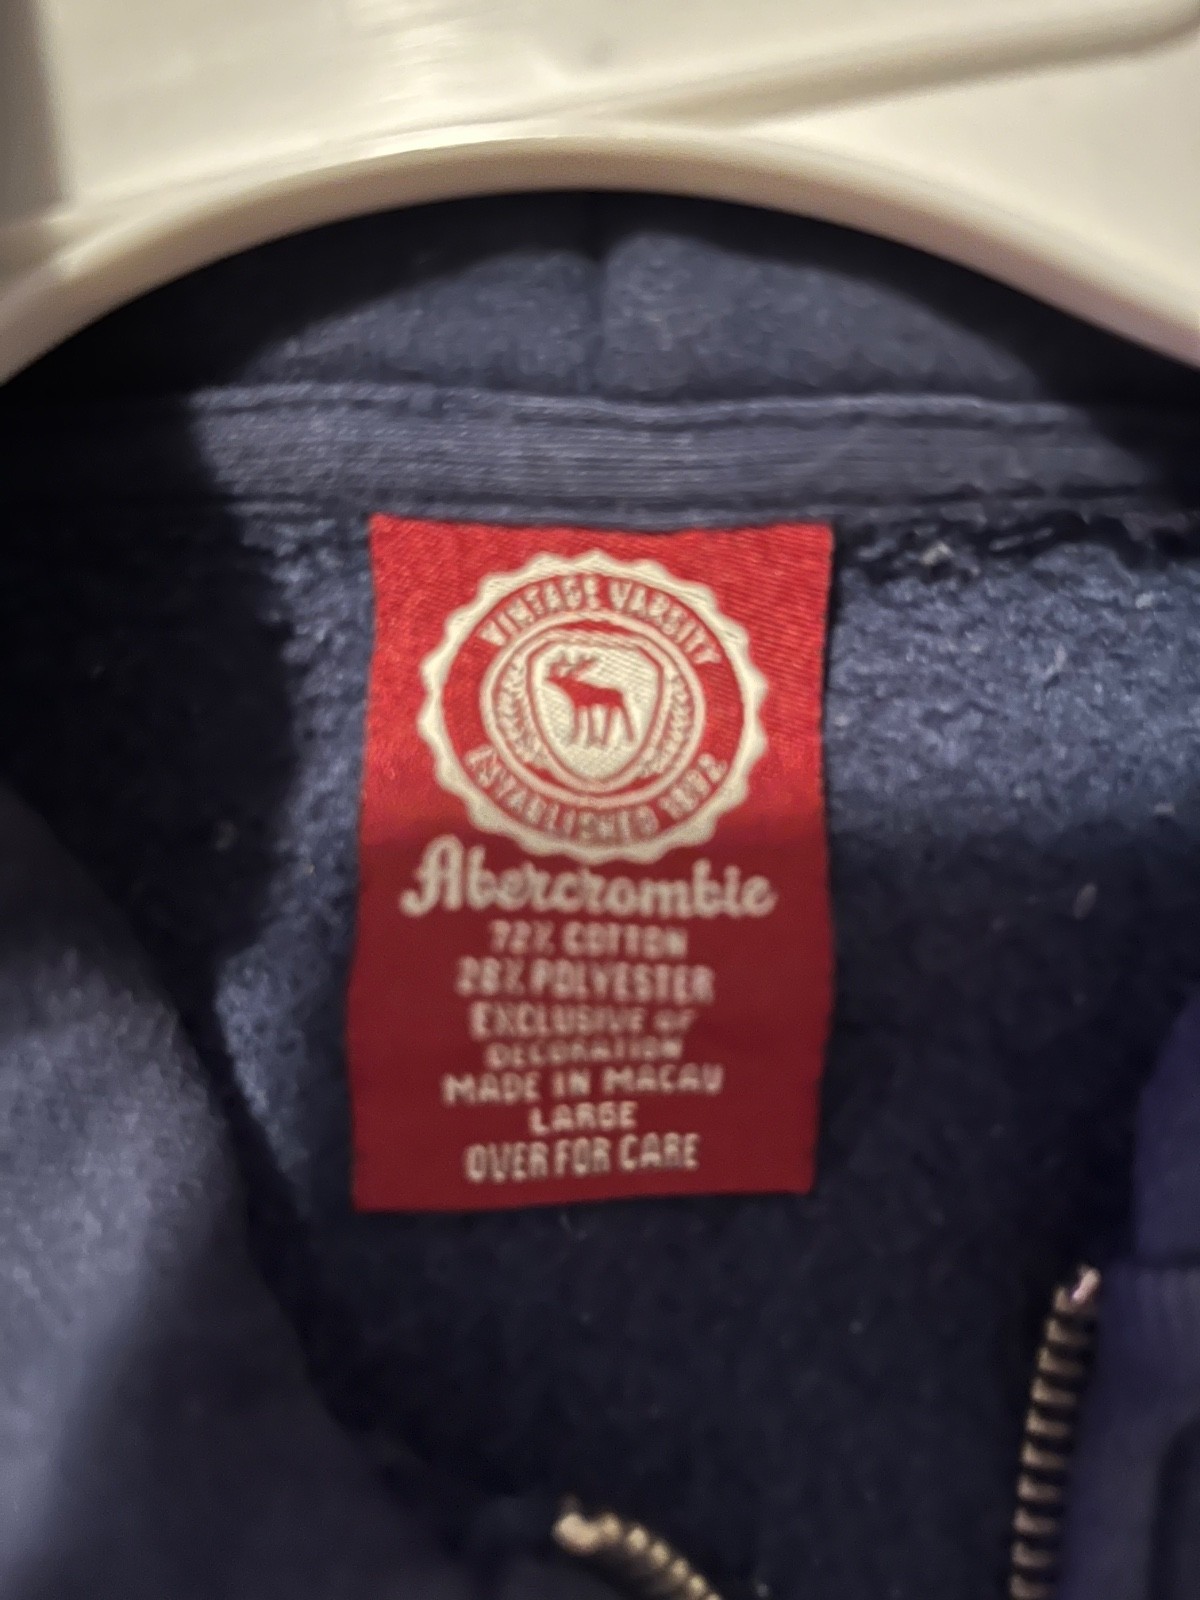 VINTAGE VARSITY
ESTABLISHED 1892
Abercrombie
72% COTTON
28% POLYESTER
EXCLUSIVE OF
DECORATION
MADE IN MACAU
LARGE
OVER FOR CARE